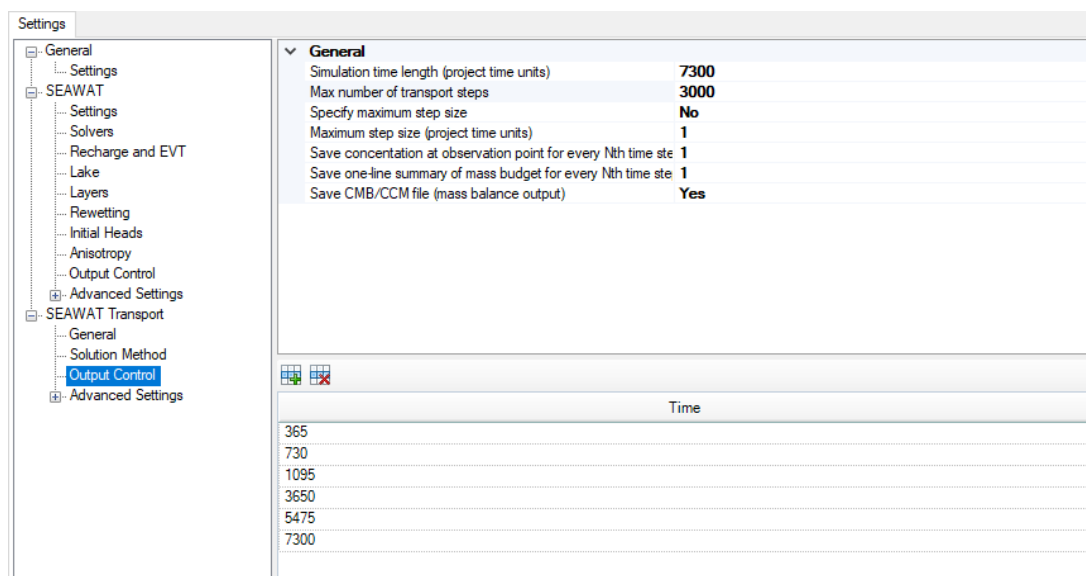 Settings
General
Settings
SEAWAT
Settings
Solvers
Recharge and EVT
Lake
Layers
Rewetting
Initial Heads
Anisotropy
Output Control
Advanced Settings
SEAWAT Transport
General
Solution Method
Output Control
Advanced Settings
General
Simulation time length (project time units) 7300
Max number of transport steps 3000
Specify maximum step size No
Maximum step size (project time units) 1
Save concentation at observation point for every Nth time ste 1
Save one-line summary of mass budget for every Nth time ste 1
Save CMB/CCM file (mass balance output) Yes
Time
365
730
1095
3650
5475
7300